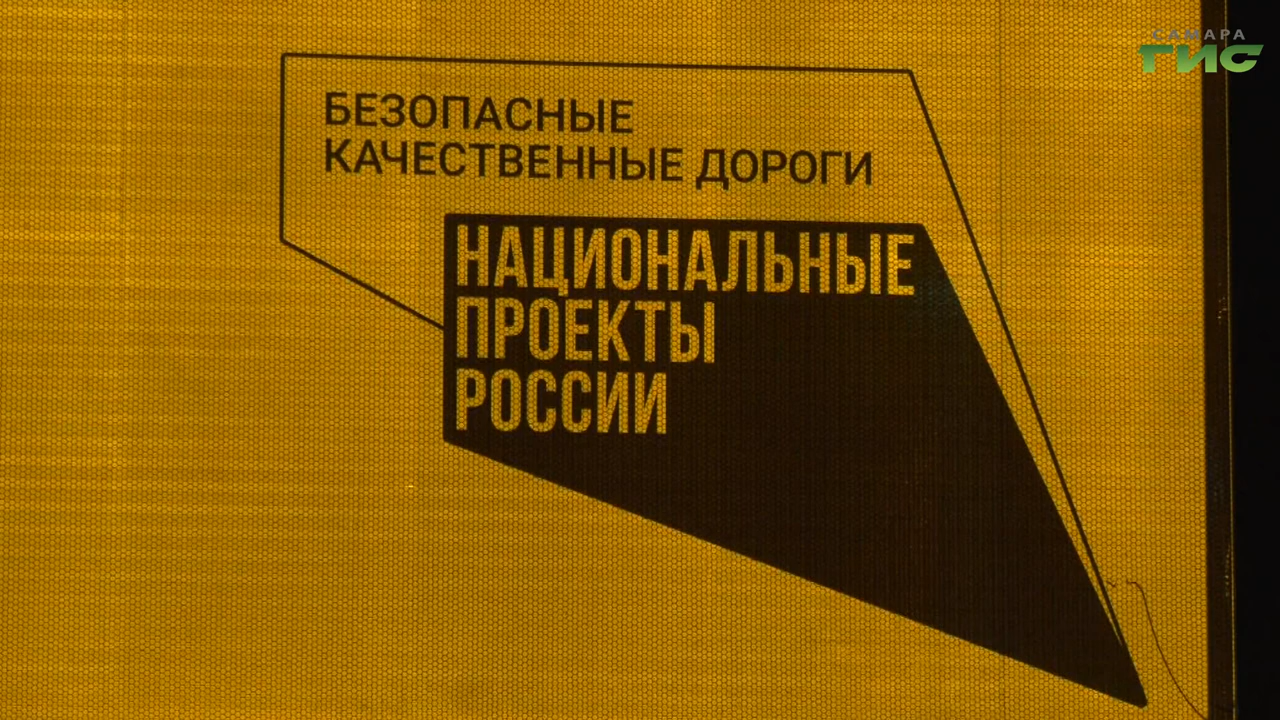 САМАРА
ГИС
БЕЗОПАСНЫЕ
КАЧЕСТВЕННЫЕ ДОРОГИ
НАЦИОНАЛЬНЫЕ
ПРОЕКТЫ
РОССИИ